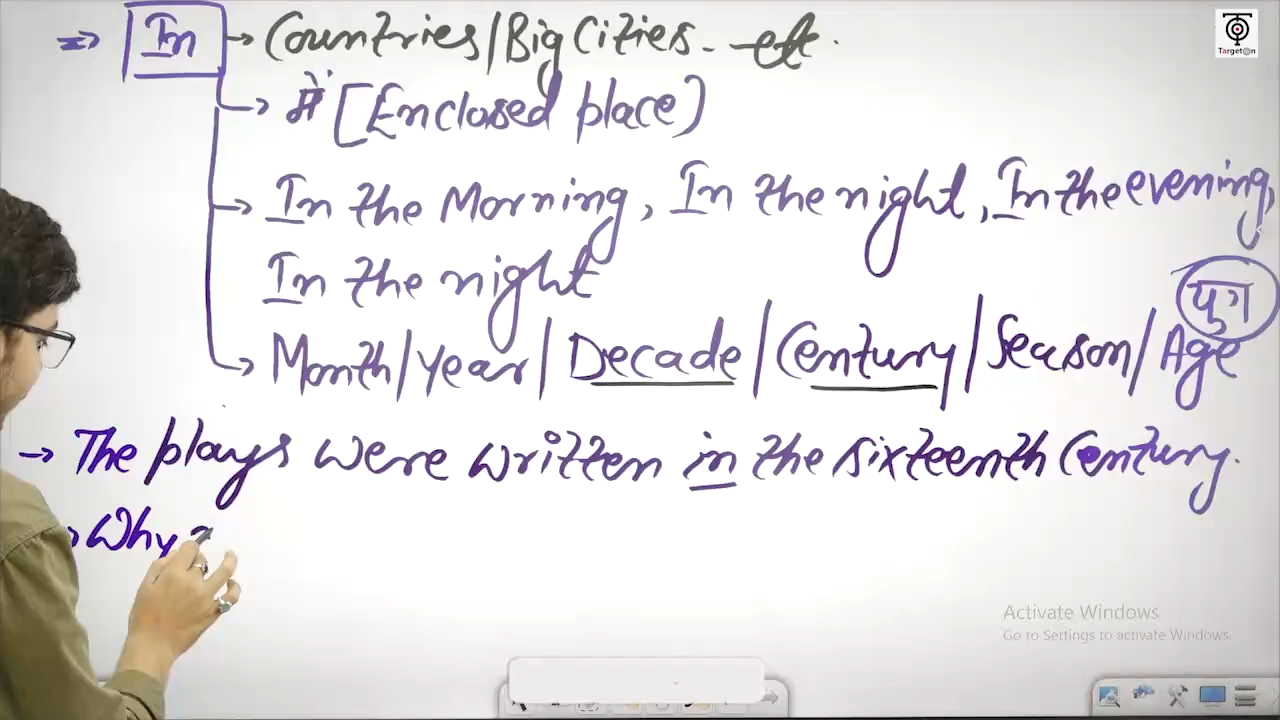 ⇒ In → Countries/Big Cities. etc.
→ में [Enclosed place)
→ In the Morning, In the night, In the evening,
In the night
युग
→ Month/Year/Decade/Century/Season/Age
→ The plays were written in the sixteenth Century.
→ Why
TargetOn
Activate Windows
Go to Settings to activate Windows.